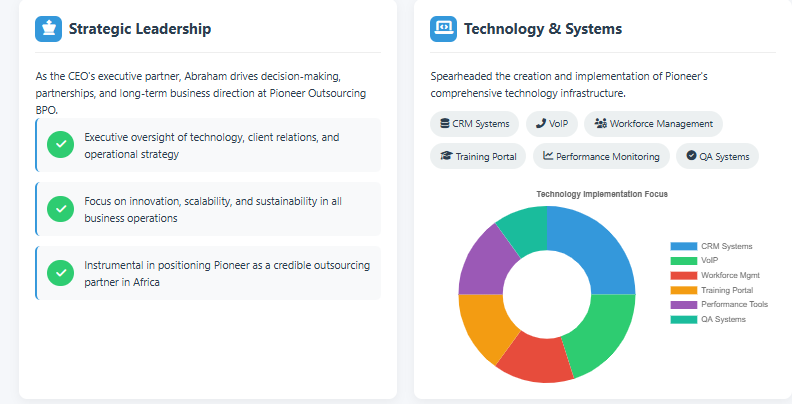 Strategic Leadership
As the CEO's executive partner, Abraham drives decision-making,
partnerships, and long-term business direction at Pioneer Outsourcing
BPO.
Executive oversight of technology, client relations, and
operational strategy
Focus on innovation, scalability, and sustainability in all
business operations
Instrumental in positioning Pioneer as a credible outsourcing
partner in Africa
Technology & Systems
Spearheaded the creation and implementation of Pioneer's
comprehensive technology infrastructure.
CRM Systems
VoIP
Workforce Management
Training Portal
Performance Monitoring
QA Systems
Technology Implementation Focus
CRM Systems
VoIP
Workforce Mgmt
Training Portal
Performance Tools
QA Systems